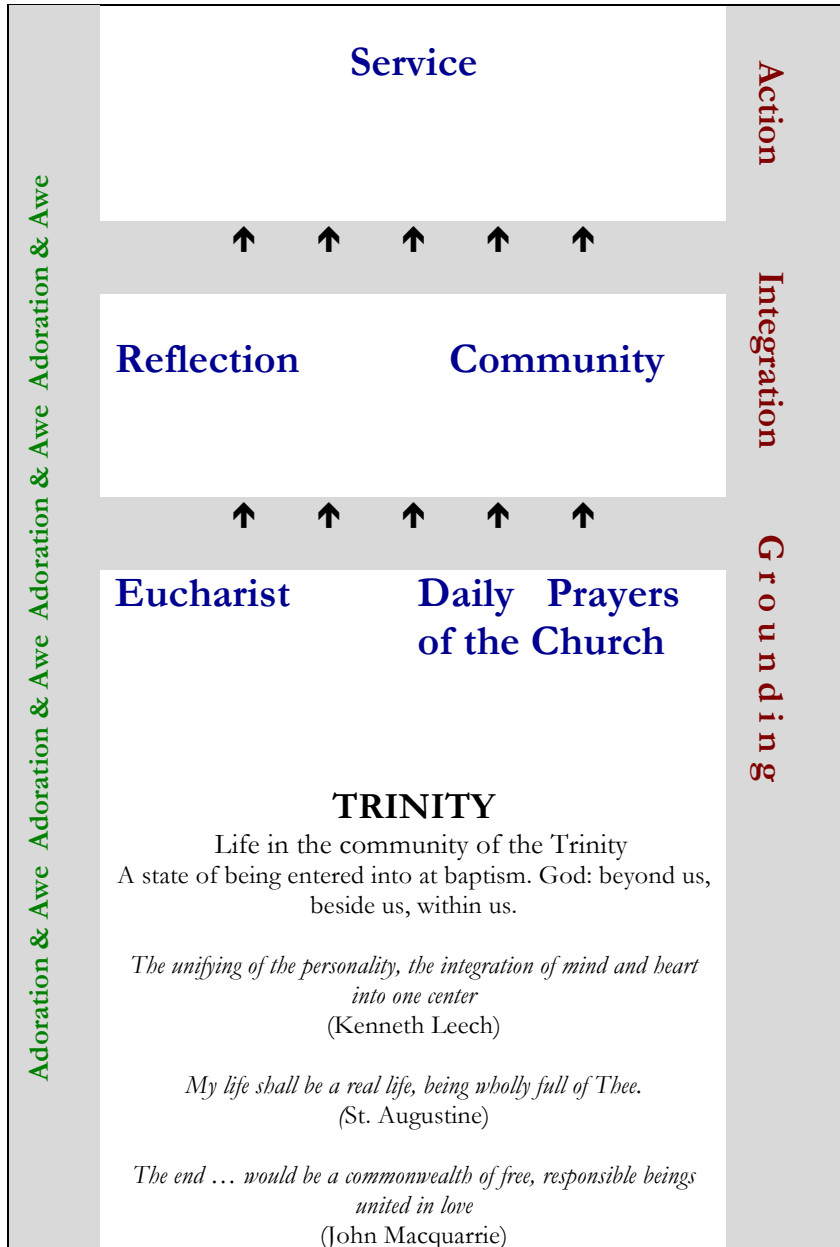 Service
Action
Reflection
Community
Integration
Eucharist
Daily Prayers
of the Church
Grounding
TRINITY
Life in the community of the Trinity
A state of being entered into at baptism. God: beyond us,
beside us, within us.
The unifying of the personality, the integration of mind and heart
into one center
(Kenneth Leech)
My life shall be a real life, being wholly full of Thee.
(St. Augustine)
The end … would be a commonwealth of free, responsible beings
united in love
(John Macquarrie)
Adoration & Awe Adoration & Awe Adoration & Awe Adoration & Awe Adoration & Awe